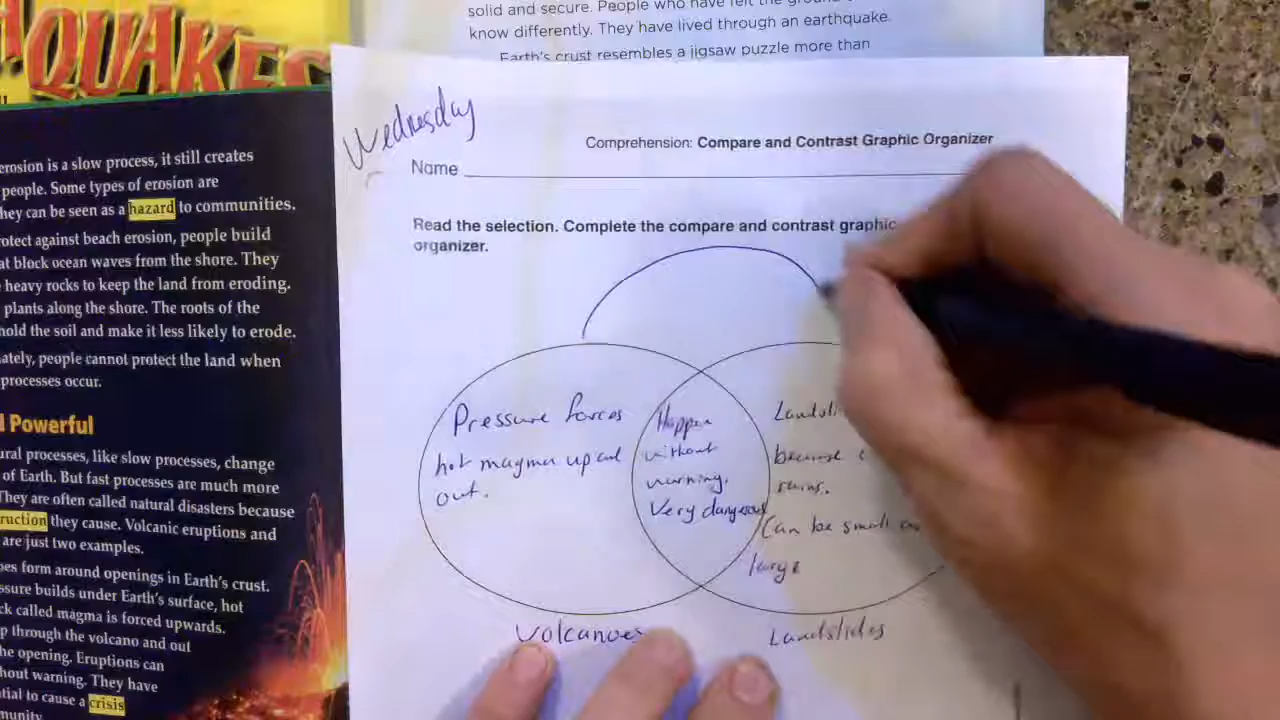 QUAKES
solid and secure. People who have felt the
know differently. They have lived through an earthquake.
Earth's crust resembles a jigsaw puzzle more than
erosion is a slow process, it still creates
people. Some types of erosion are
hey can be seen as a hazard to communities.
rotect against beach erosion, people build
at block ocean waves from the shore. They
heavy rocks to keep the land from eroding.
plants along the shore. The roots of the
hold the soil and make it less likely to erode.
ately, people cannot protect the land when
processes occur.
Powerful
ural processes, like slow processes, change
of Earth. But fast processes are much more
They are often called natural disasters because
ruction they cause. Volcanic eruptions and
are just two examples.
oes form around openings in Earth's crust.
ssure builds under Earth's surface, hot
ck called magma is forced upwards.
p through the volcano and out
he opening. Eruptions can
hout warning. They have
tial to cause a crisis
munity.
Wednesday
Comprehension: Compare and Contrast Graphic Organizer
Name
Read the selection. Complete the compare and contrast graphic
organizer.
Pressure forces
hot magma up and
out.
Happen
without
warning.
Very dangerous
Landsli
because
rains.
Can be small
large
Volcanoes
Landslides